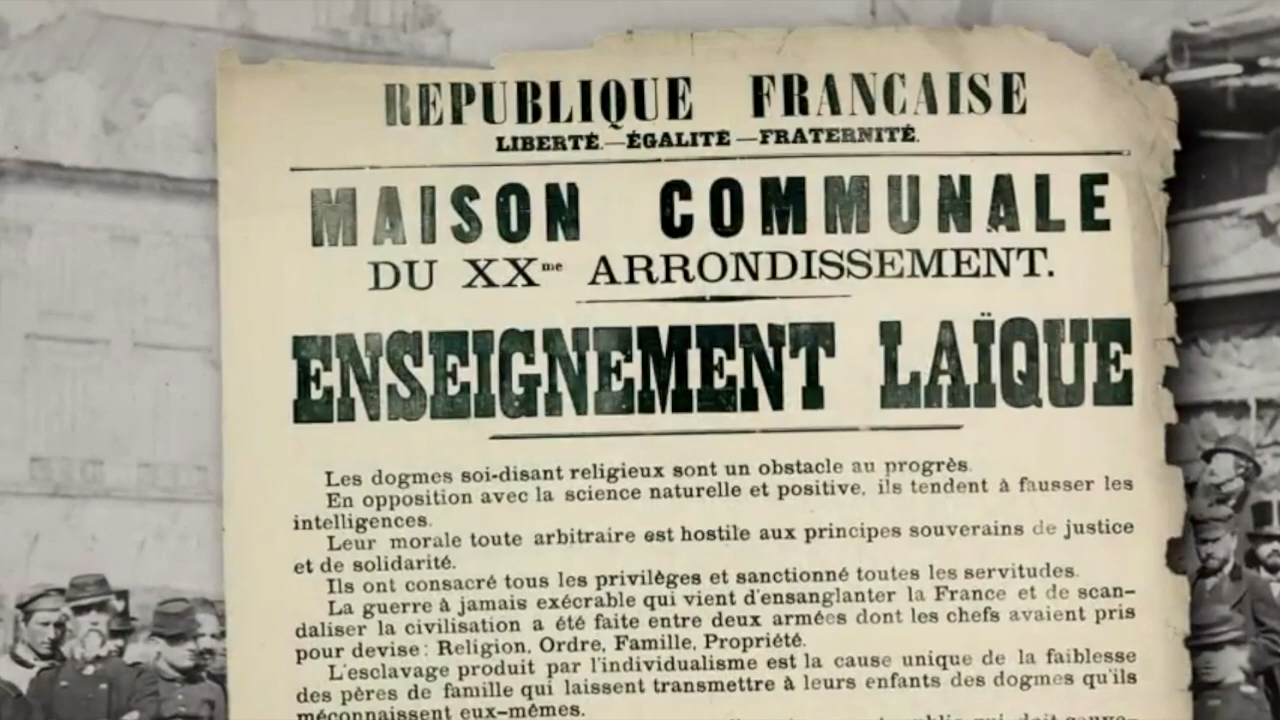 REPUBLIQUE FRANCAISE
LIBERTÉ.—ÉGALITÉ—FRATERNITÉ.
MAISON COMMUNALE
DU XXme ARRONDISSEMENT.
ENSEIGNEMENT LAÏQUE
Les dogmes soi-disant religieux sont un obstacle au progrès.
En opposition avec la science naturelle et positive, ils tendent à fausser les
intelligences.
Leur morale toute arbitraire est hostile aux principes souverains de justice
et de solidarité.
Ils ont consacré tous les privilèges et sanctionné toutes les servitudes.
La guerre à jamais exécrable qui vient d'ensanglanter la France et de scan-
daliser la civilisation a été faite entre deux armées dont les chefs avaient pris
pour devise: Religion, Ordre, Famille, Propriété.
L'esclavage produit par l'individualisme est la cause unique de la faiblesse
des pères de famille qui laissent transmettre à leurs enfants des dogmes qu'ils
méconnaissent eux-mêmes.